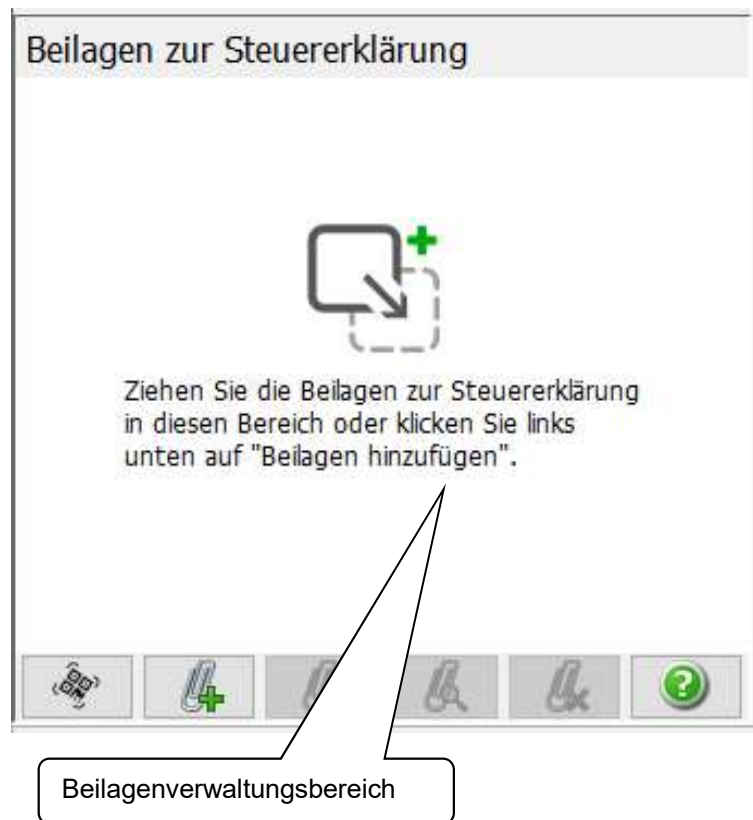 Beilagen zur Steuererklärung
Ziehen Sie die Beilagen zur Steuererklärung
in diesen Bereich oder klicken Sie links
unten auf "Beilagen hinzufügen".
Beilagenverwaltungsbereich